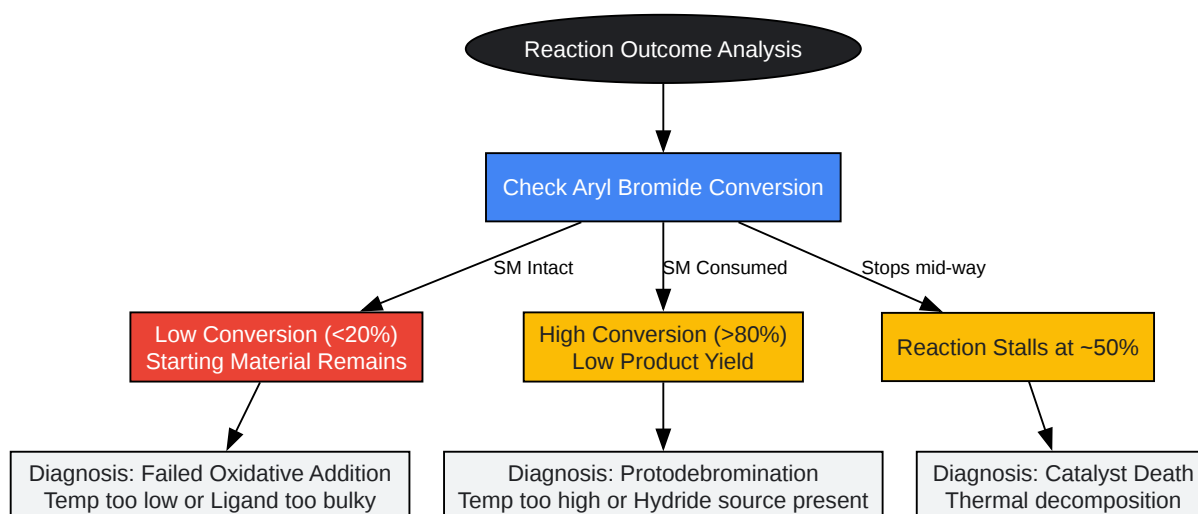 Reaction Outcome Analysis
Check Aryl Bromide Conversion
SM Intact
SM Consumed
Stops mid-way
Low Conversion (<20%)
Starting Material Remains
High Conversion (>80%)
Low Product Yield
Reaction Stalls at ~50%
Diagnosis: Failed Oxidative Addition
Temp too low or Ligand too bulky
Diagnosis: Protodebromination
Temp too high or Hydride source present
Diagnosis: Catalyst Death
Thermal decomposition